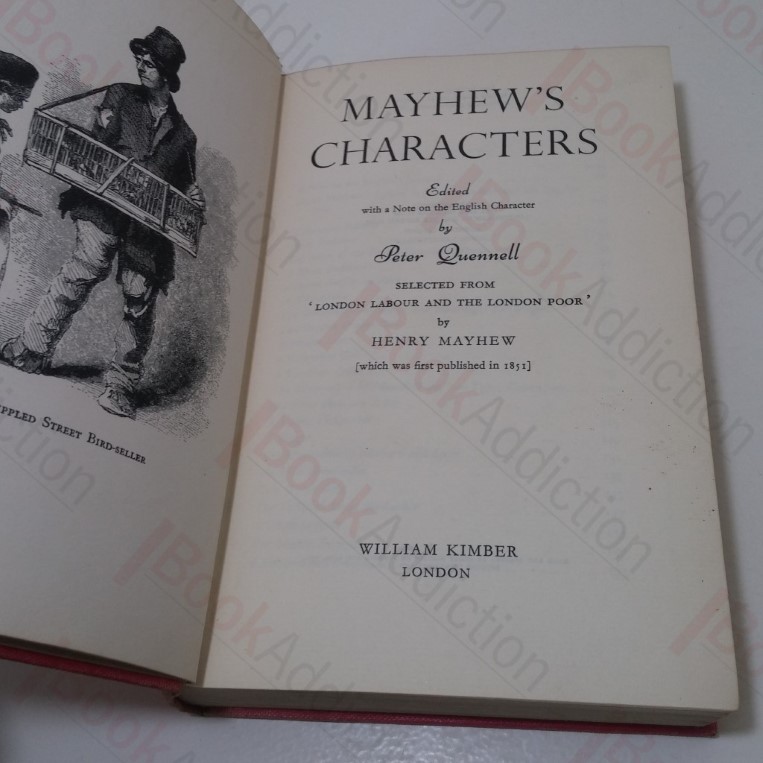 STREET BIRD-SELLER
MAYHEW'S
CHARACTERS
Edited
with a Note on the English Character
by
Peter Quennell
SELECTED FROM
'LONDON LABOUR AND THE LONDON POOR'
by
HENRY MAYHEW
[which was first published in 1851]
WILLIAM KIMBER
LONDON
BookAddiction